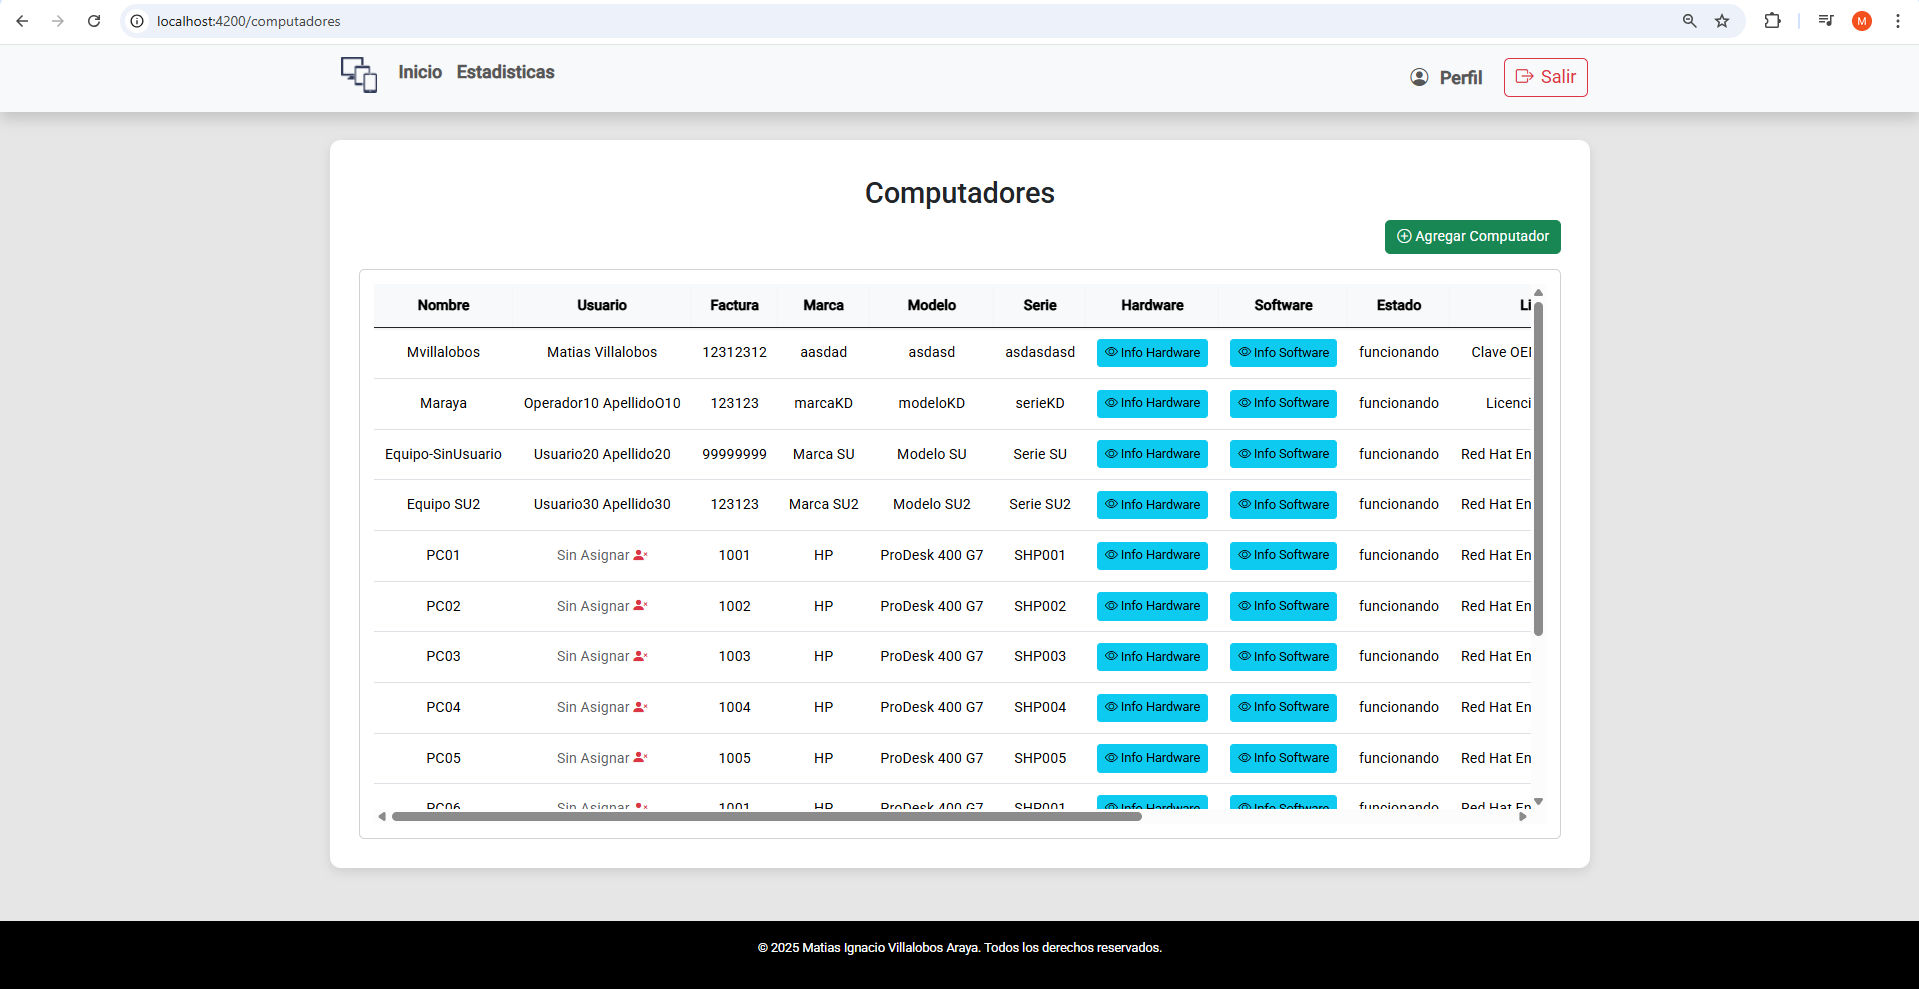 localhost:4200/computadores
M
Inicio Estadisticas Perfil Salir
Computadores
Agregar Computador
Nombre Usuario Factura Marca Modelo Serie Hardware Software Estado Li
Mvillalobos Matias Villalobos 12312312 aasdad asdasd asdasdasd Info Hardware Info Software funcionando Clave OEI
Maraya Operador10 ApellidoO10 123123 marcaKD modeloKD serieKD Info Hardware Info Software funcionando Licenci
Equipo-SinUsuario Usuario20 Apellido20 99999999 Marca SU Modelo SU Serie SU Info Hardware Info Software funcionando Red Hat En
Equipo SU2 Usuario30 Apellido30 123123 Marca SU2 Modelo SU2 Serie SU2 Info Hardware Info Software funcionando Red Hat En
PC01 Sin Asignar 1001 HP ProDesk 400 G7 SHP001 Info Hardware Info Software funcionando Red Hat En
PC02 Sin Asignar 1002 HP ProDesk 400 G7 SHP002 Info Hardware Info Software funcionando Red Hat En
PC03 Sin Asignar 1003 HP ProDesk 400 G7 SHP003 Info Hardware Info Software funcionando Red Hat En
PC04 Sin Asignar 1004 HP ProDesk 400 G7 SHP004 Info Hardware Info Software funcionando Red Hat En
PC05 Sin Asignar 1005 HP ProDesk 400 G7 SHP005 Info Hardware Info Software funcionando Red Hat En
PC06 Sin Asignar 1001 HP ProDesk 400 G7 SHP001 Info Hardware Info Software funcionando Red Hat En
© 2025 Matias Ignacio Villalobos Araya. Todos los derechos reservados.